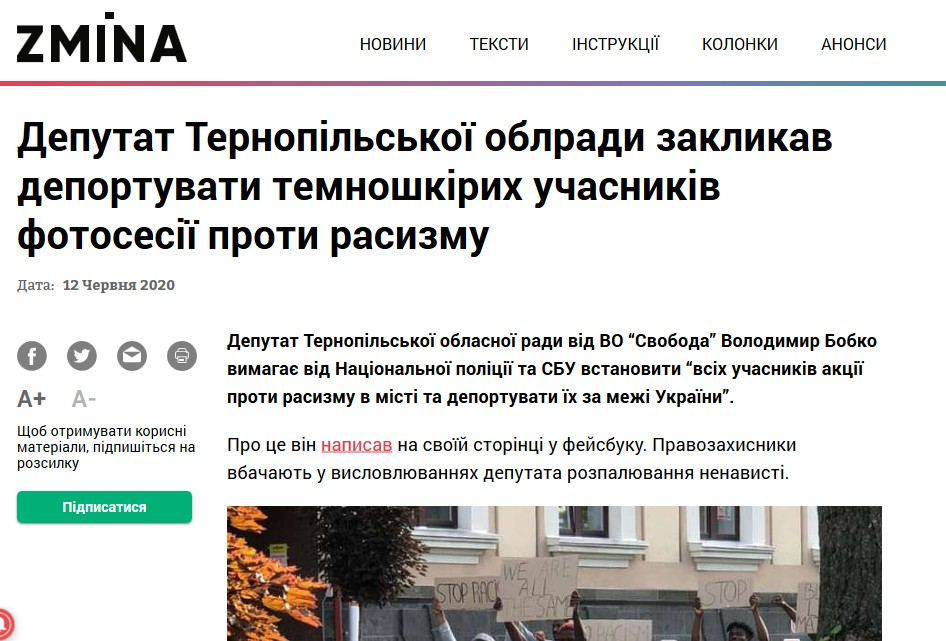 ZMINA
НОВИНИ ТЕКСТИ ІНСТРУКЦІЇ КОЛОНКИ АНОНСИ
Депутат Тернопільської облради закликав
депортувати темношкірих учасників
фотосесії проти расизму
Дата: 12 Червня 2020
A+ A-
Щоб отримувати корисні
матеріали, підпишіться на
розсилку
Підписатися
Депутат Тернопільської обласної ради від ВО “Свобода” Володимир Бобко
вимагає від Національної поліції та СБУ встановити “всіх учасників акції
проти расизму в місті та депортувати їх за межі України”.
Про це він написав на своїй сторінці у фейсбуку. Правозахисники
вбачають у висловлюваннях депутата розпалювання ненависті.
STOP
WE ARE
ALL
THE SAME
STOP
RACISM